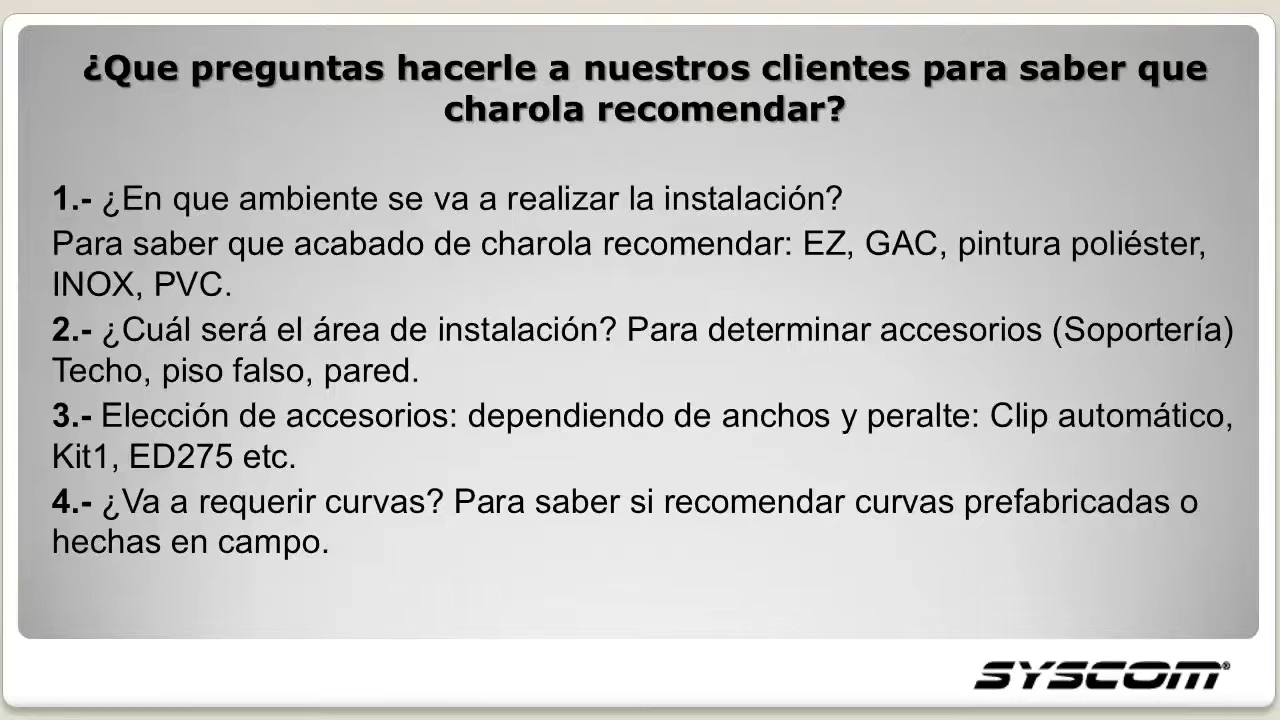 ¿Que preguntas hacerle a nuestros clientes para saber que
charola recomendar?
1.- ¿En que ambiente se va a realizar la instalación?
Para saber que acabado de charola recomendar: EZ, GAC, pintura poliéster,
INOX, PVC.
2.- ¿Cuál será el área de instalación? Para determinar accesorios (Soportería)
Techo, piso falso, pared.
3.- Elección de accesorios: dependiendo de anchos y peralte: Clip automático,
Kit1, ED275 etc.
4.- ¿Va a requerir curvas? Para saber si recomendar curvas prefabricadas o
hechas en campo.
SYSCOM®